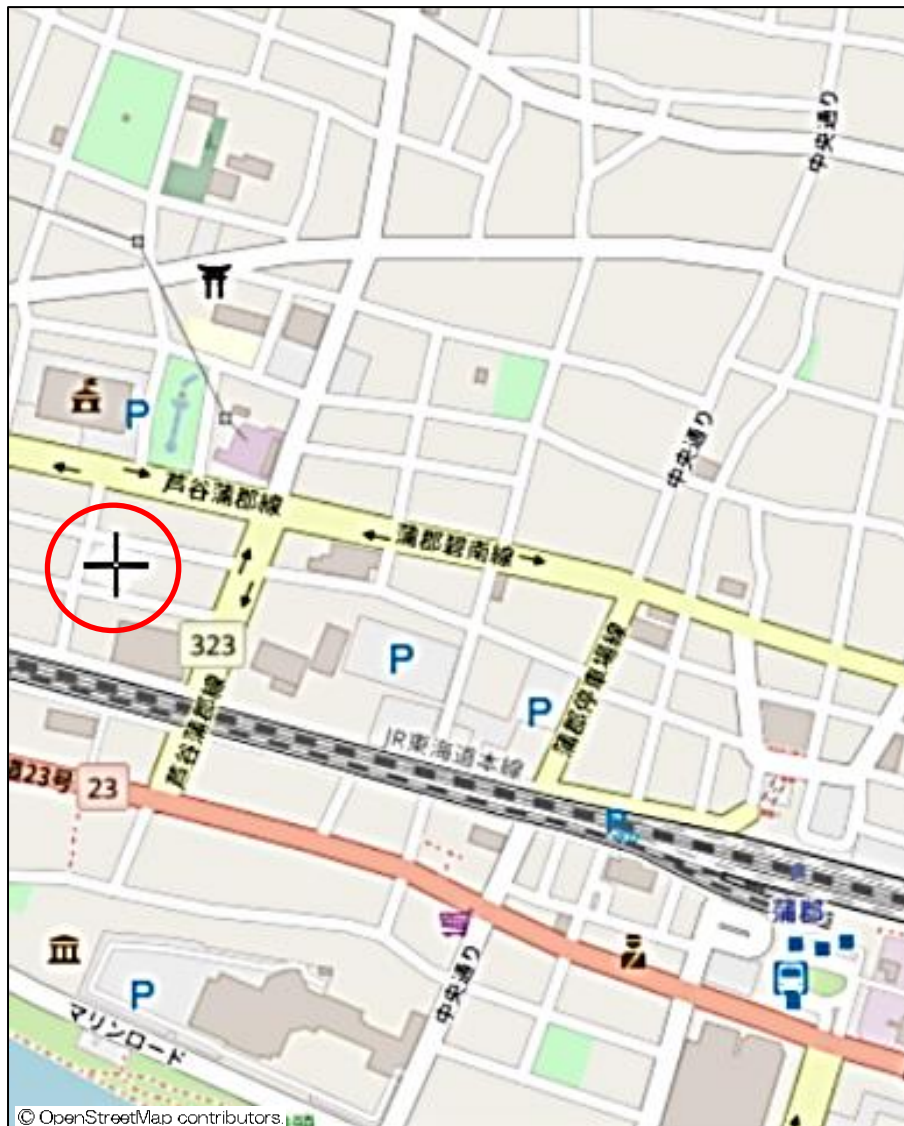 中央通り
P
芦谷蒲郡線
中央通り
蒲郡碧南線
323
P
蒲郡停車場線
P
芦谷蒲郡線
JR東海道本線
道23号
23
蒲郡
P
中央通り
マリンロード
© OpenStreetMap contributors.